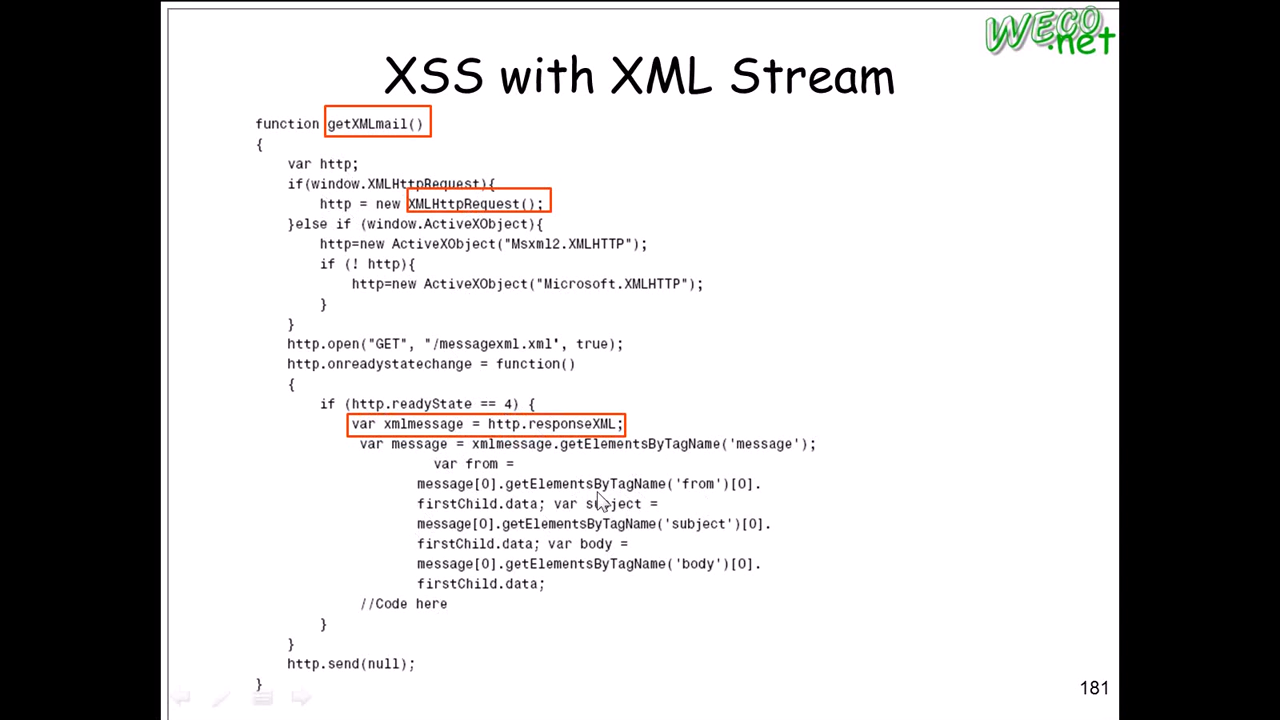 WECO
.net
XSS with XML Stream
function getXMLmail()
{
var http;
if(window.XMLHttpRequest){
http = new XMLHttpRequest();
}else if (window.ActiveXObject){
http=new ActiveXObject("Msxml2.XMLHTTP");
if (! http){
http=new ActiveXObject("Microsoft.XMLHTTP");
}
}
http.open("GET", "/messagexml.xml", true);
http.onreadystatechange = function()
{
if (http.readyState == 4) {
var xmlmessage = http.responseXML;
var message = xmlmessage.getElementsByTagName('message');
var from =
message[0].getElementsByTagName('from')[0].
firstChild.data; var subject =
message[0].getElementsByTagName('subject')[0].
firstChild.data; var body =
message[0].getElementsByTagName('body')[0].
firstChild.data;
//Code here
}
}
http.send(null);
}
181